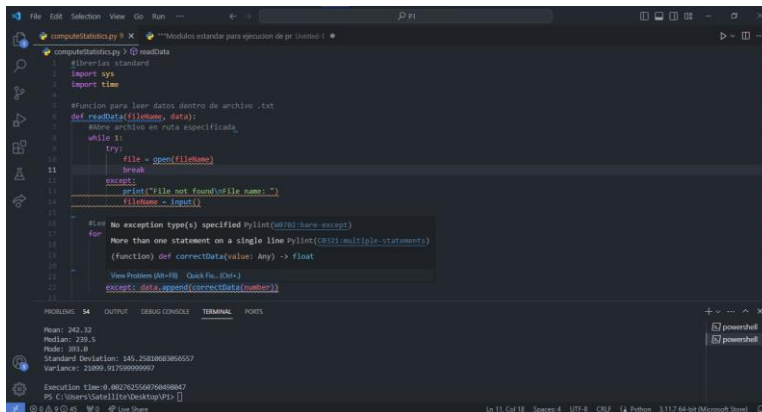 File Edit Selection View Go Run ··· P1
computeStatistics.py 9 """Modulos estandar para ejecucion de pr Untitled-1
computeStatistics.py > readData
1 #librerias standard
2 import sys
3 import time
4
5 #Funcion para leer datos dentro de archivo .txt
6 def readData(fileName, data):
7 #Abre archivo en ruta especificada
8 while 1:
9 try:
10 file = open(fileName)
11 break
12 except:
13 print("File not found\nFile name: ")
14 fileName = input()
15
16 #Lee
17 for
No exception type(s) specified Pylint(W0702:bare-except)
More than one statement on a single line Pylint(C0321:multiple-statements)
(function) def correctData(value: Any) -> float
View Problem (Alt+F8) Quick Fix... (Ctrl+.)
22 except: data.append(correctData(number))
23
PROBLEMS 54 OUTPUT DEBUG CONSOLE TERMINAL PORTS
powershell
powershell
Mean: 242.32
Median: 239.5
Mode: 393.0
Standard Deviation: 145.25810683056557
Variance: 21099.917599999997
Execution time:0.0027625560760498047
PS C:\Users\Satellite\Desktop\P1>
0 9 45 0 Live Share Ln 11, Col 18 Spaces: 4 UTF-8 CRLF Python 3.11.7 64-bit (Microsoft Store)